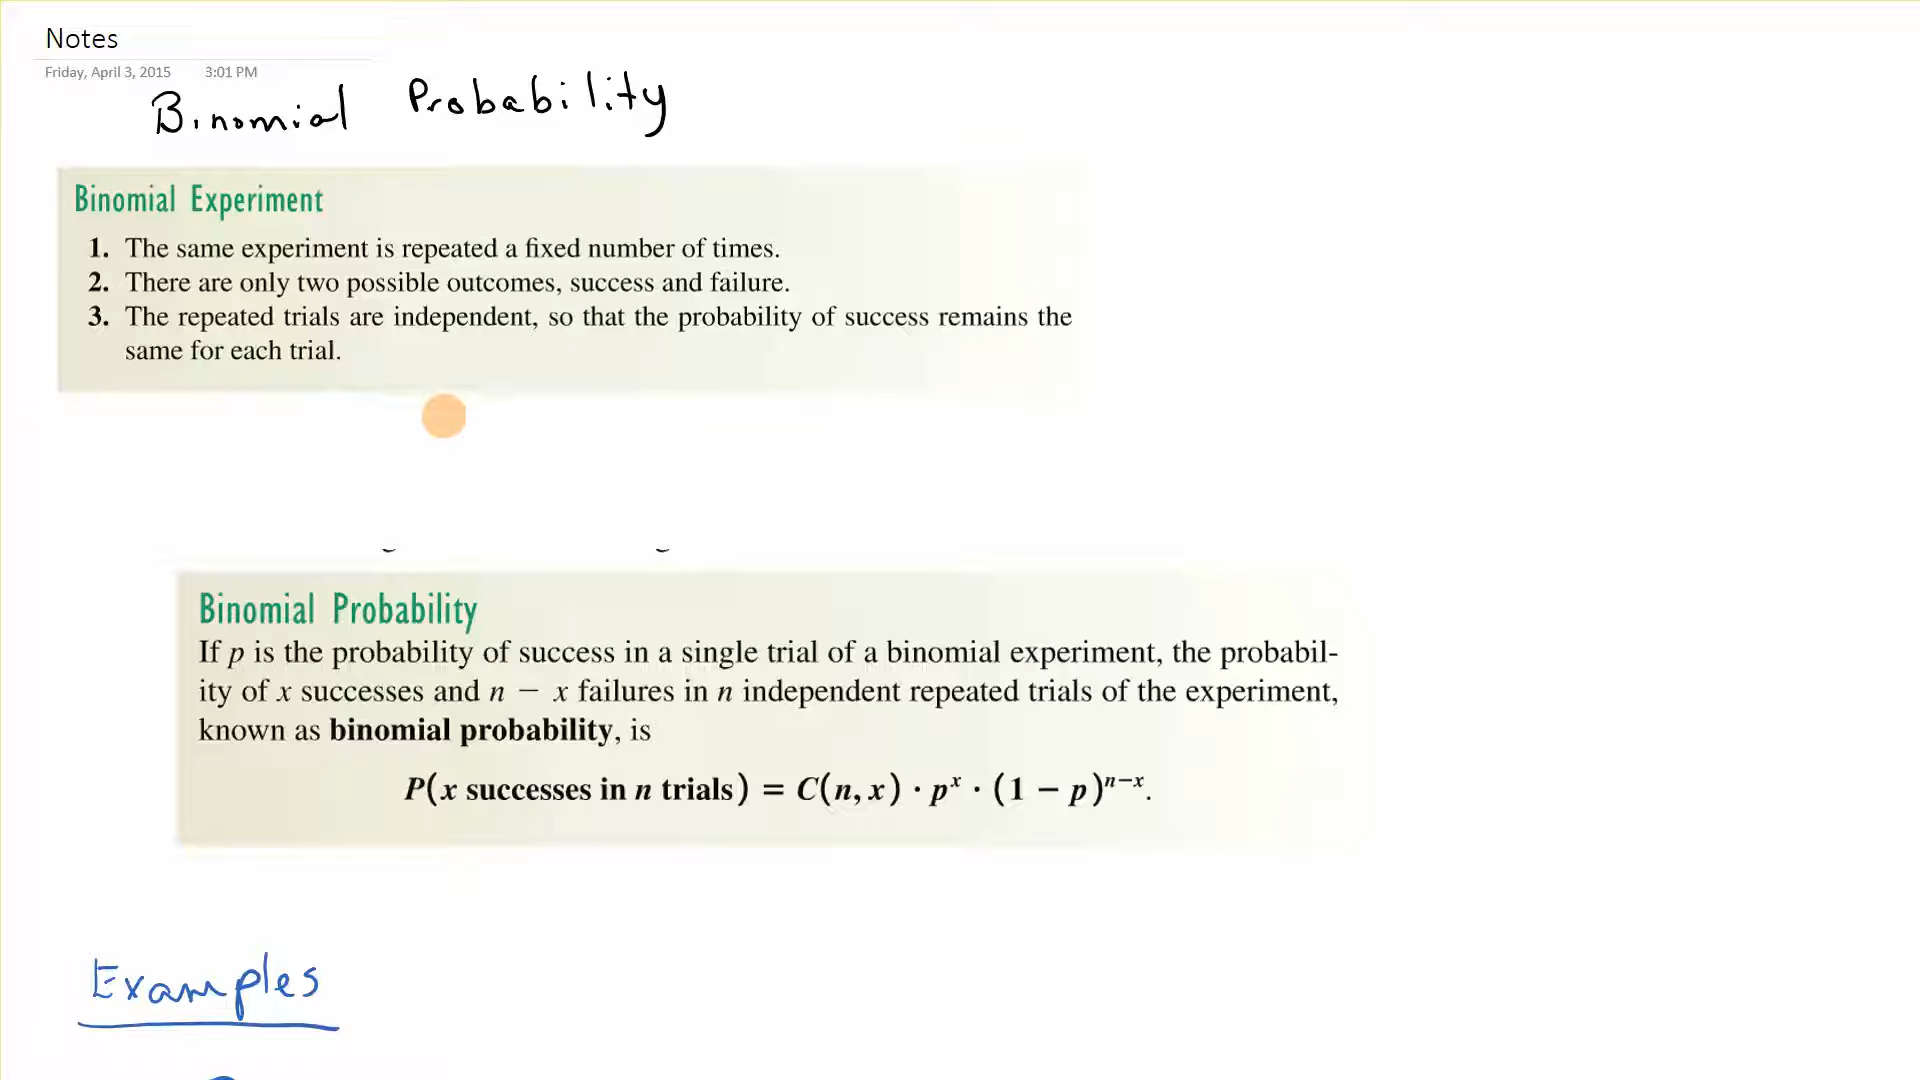 Notes
Friday, April 3, 2015 3:01 PM
Binomial Probability
Binomial Experiment
1. The same experiment is repeated a fixed number of times.
2. There are only two possible outcomes, success and failure.
3. The repeated trials are independent, so that the probability of success remains the
same for each trial.
Binomial Probability
If p is the probability of success in a single trial of a binomial experiment, the probabil-
ity of x successes and n − x failures in n independent repeated trials of the experiment,
known as binomial probability, is
P(x successes in n trials) = C(n, x) · pˣ · (1 − p)ⁿ⁻ˣ.
Examples